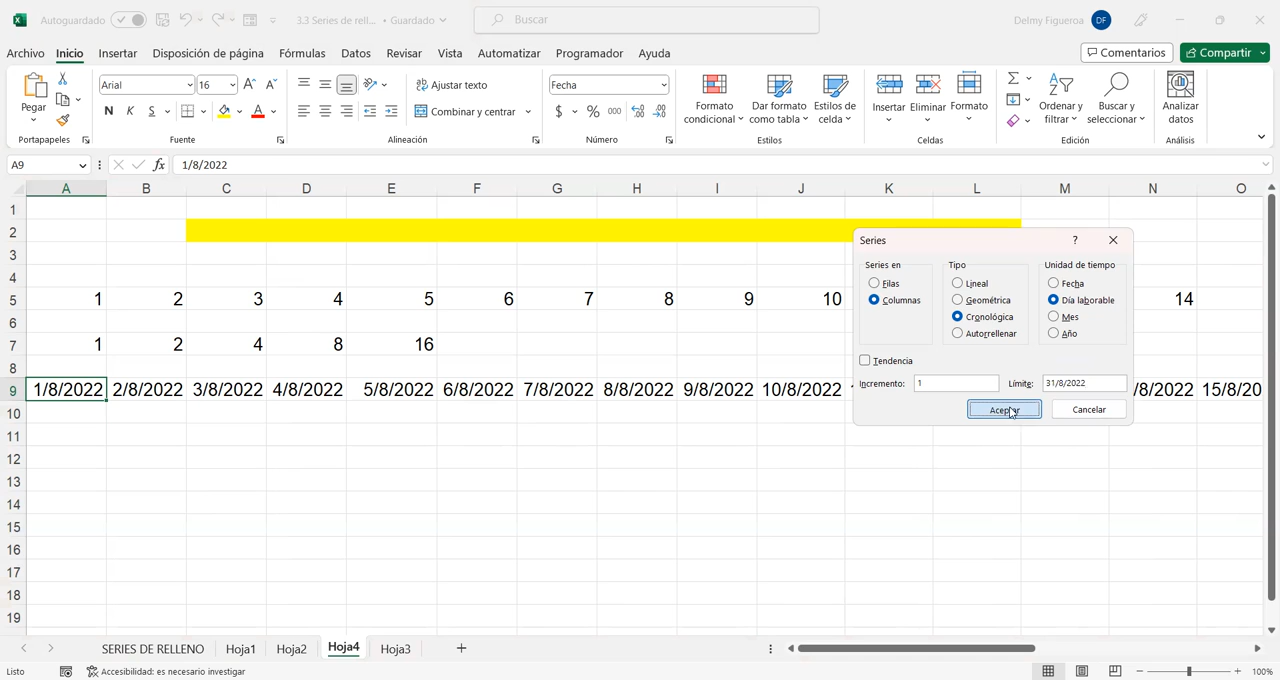 Autoguardado
3.3 Series de rell... • Guardado
Buscar
Delmy Figueroa
DF
Archivo Inicio Insertar Disposición de página Fórmulas Datos Revisar Vista Automatizar Programador Ayuda
Comentarios
Compartir
Pegar
Portapapeles
Arial
16
N K S
Fuente
Ajustar texto
Combinar y centrar
Alineación
Fecha
$ % 000
Número
Formato condicional
Dar formato como tabla
Estilos de celda
Estilos
Insertar
Eliminar
Formato
Celdas
Ordenar y filtrar
Buscar y seleccionar
Edición
Analizar datos
Análisis
A9
fx
1/8/2022
A B C D E F G H I J K L M N O
1
2
3
4
5 1 2 3 4 5 6 7 8 9 10 14
6
7 1 2 4 8 16
8
9 1/8/2022 2/8/2022 3/8/2022 4/8/2022 5/8/2022 6/8/2022 7/8/2022 8/8/2022 9/8/2022 10/8/2022 /8/2022 15/8/20
10
11
12
13
14
15
16
17
18
19
Series
?
Series en
Filas
Columnas
Tipo
Lineal
Geométrica
Cronológica
Autorrellenar
Unidad de tiempo
Fecha
Día laborable
Mes
Año
Tendencia
Incremento: 1
Límite: 31/8/2022
Aceptar
Cancelar
SERIES DE RELLENO Hoja1 Hoja2 Hoja4 Hoja3
Listo
Accesibilidad: es necesario investigar
100%